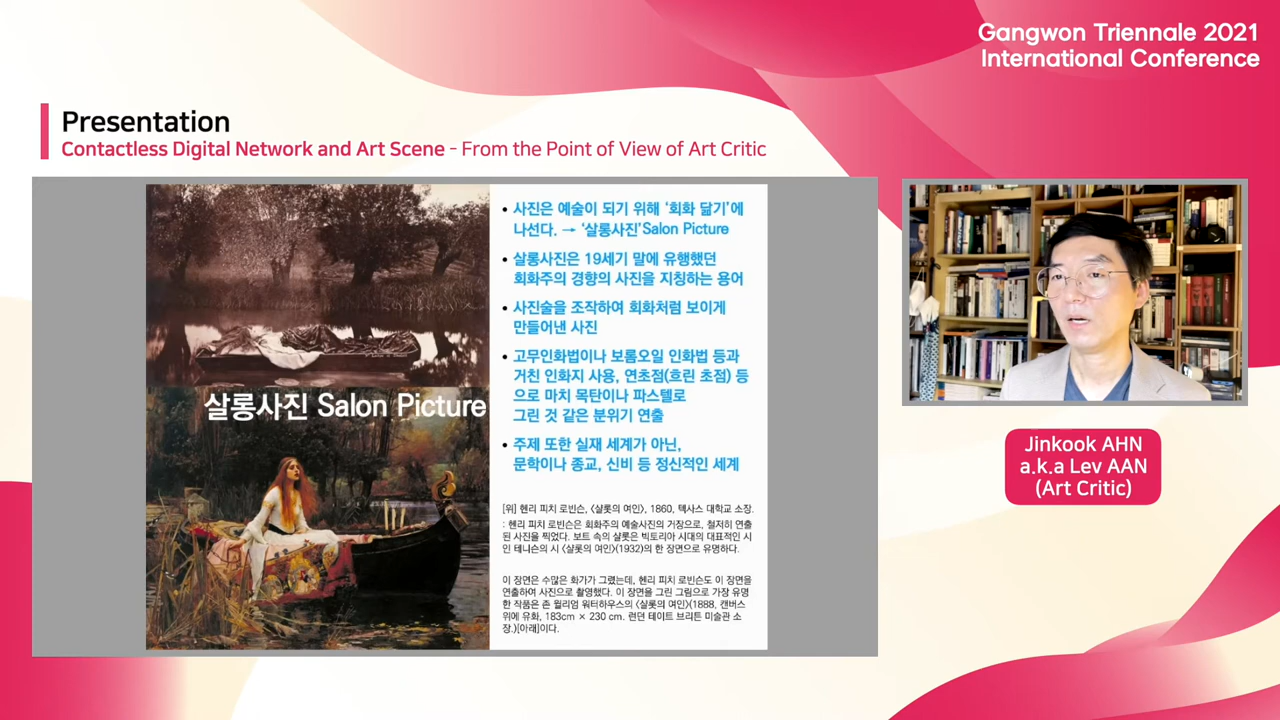 Gangwon Triennale 2021
International Conference
Presentation
Contactless Digital Network and Art Scene - From the Point of View of Art Critic
살롱사진 Salon Picture
• 사진은 예술이 되기 위해 ‘회화 닮기’에
나선다. → ‘살롱사진’Salon Picture
• 살롱사진은 19세기 말에 유행했던
회화주의 경향의 사진을 지칭하는 용어
• 사진술을 조작하여 회화처럼 보이게
만들어낸 사진
• 고무인화법이나 보롬오일 인화법 등과
거친 인화지 사용, 연초점(흐린 초점) 등
으로 마치 목탄이나 파스텔로
그린 것 같은 분위기 연출
• 주제 또한 실재 세계가 아닌,
문학이나 종교, 신비 등 정신적인 세계
[위] 헨리 피치 로빈슨, 〈샬롯의 여인〉, 1860, 텍사스 대학교 소장.
: 헨리 피치 로빈슨은 회화주의 예술사진의 거장으로, 철저히 연출
된 사진을 찍었다. 보트 속의 샬롯은 빅토리아 시대의 대표적인 시
인 테니슨의 시 〈샬롯의 여인〉(1932)의 한 장면으로 유명하다.
이 장면은 수많은 화가가 그렸는데, 헨리 피치 로빈슨도 이 장면을
연출하여 사진으로 촬영했다. 이 장면을 그린 그림으로 가장 유명
한 작품은 존 윌리엄 워터하우스의 〈샬롯의 여인〉(1888, 캔버스
위에 유화, 183cm × 230 cm. 런던 테이트 브리튼 미술관 소
장.)[아래]이다.
Jinkook AHN
a.k.a Lev AAN
(Art Critic)